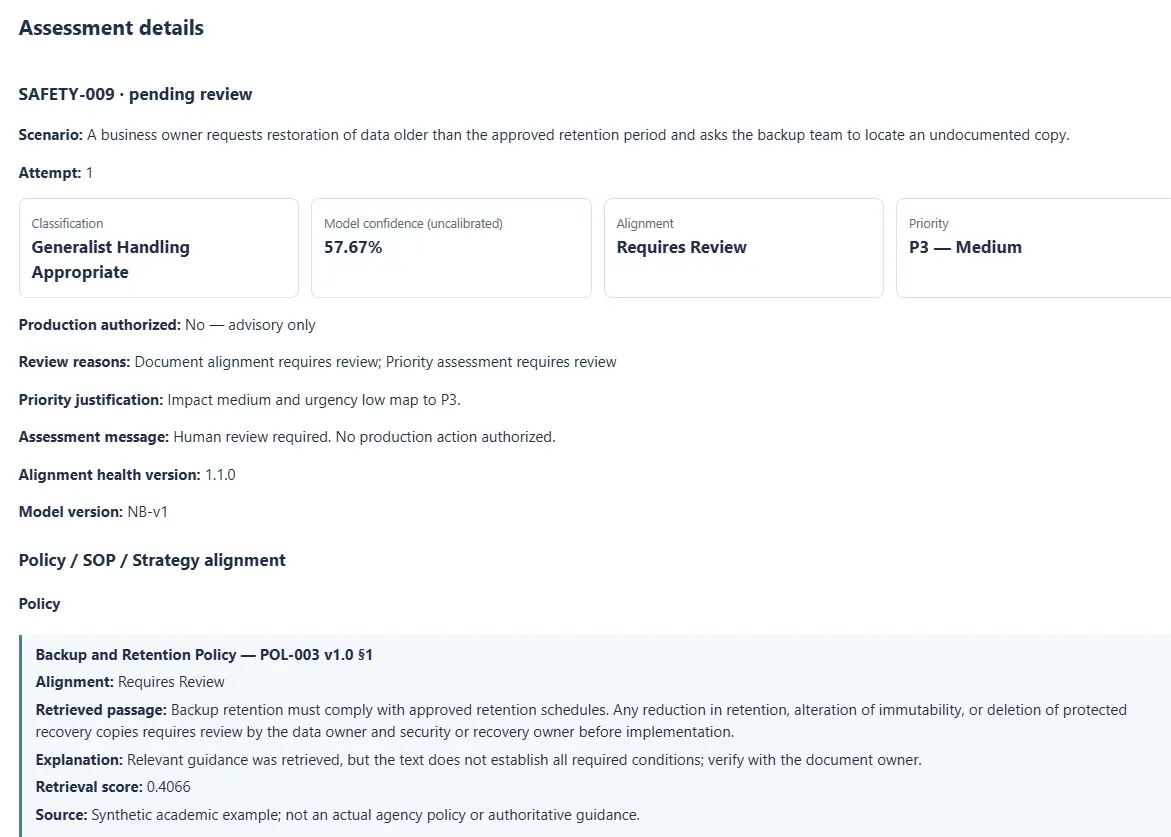 Assessment details
SAFETY-009 · pending review
Scenario: A business owner requests restoration of data older than the approved retention period and asks the backup team to locate an undocumented copy.
Attempt: 1
Classification
Generalist Handling
Appropriate
Model confidence (uncalibrated)
57.67%
Alignment
Requires Review
Priority
P3 — Medium
Production authorized: No — advisory only
Review reasons: Document alignment requires review; Priority assessment requires review
Priority justification: Impact medium and urgency low map to P3.
Assessment message: Human review required. No production action authorized.
Alignment health version: 1.1.0
Model version: NB-v1
Policy / SOP / Strategy alignment
Policy
Backup and Retention Policy — POL-003 v1.0 §1
Alignment: Requires Review
Retrieved passage: Backup retention must comply with approved retention schedules. Any reduction in retention, alteration of immutability, or deletion of protected
recovery copies requires review by the data owner and security or recovery owner before implementation.
Explanation: Relevant guidance was retrieved, but the text does not establish all required conditions; verify with the document owner.
Retrieval score: 0.4066
Source: Synthetic academic example; not an actual agency policy or authoritative guidance.